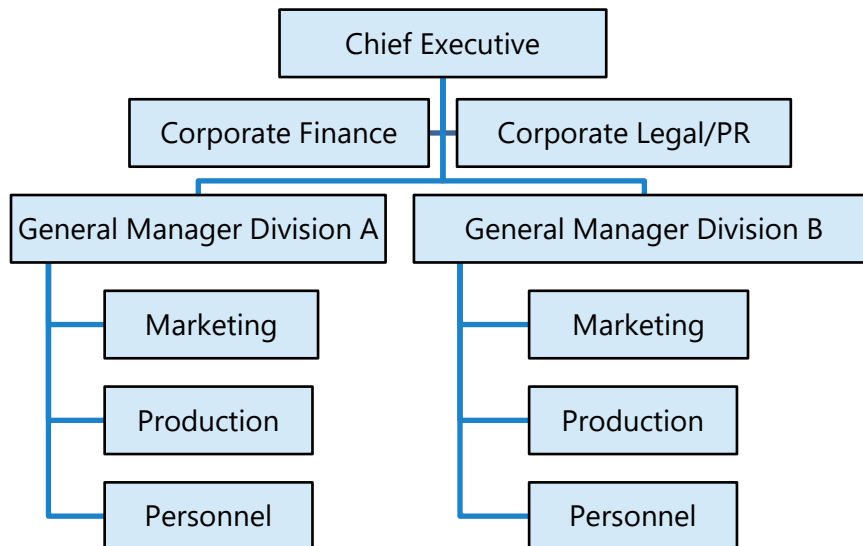 Chief Executive
Corporate Finance
Corporate Legal/PR
General Manager Division A
General Manager Division B
Marketing
Marketing
Production
Production
Personnel
Personnel